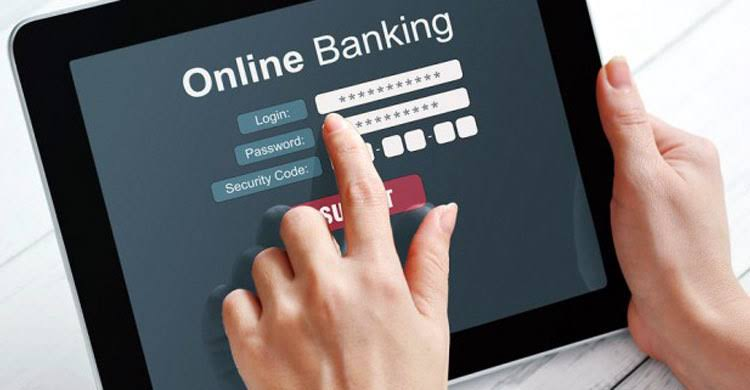 Online Banking
Login: **********
Password: *********
Security Code: - -